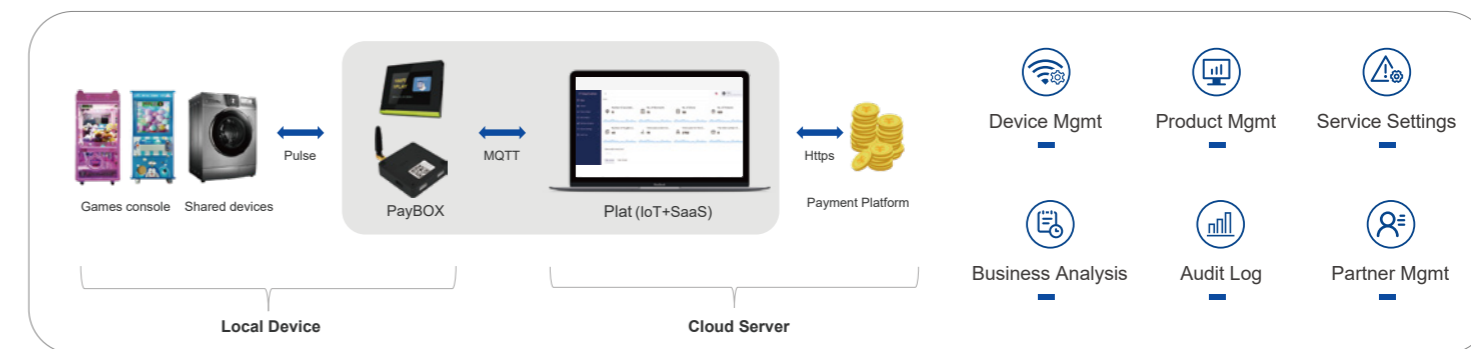 Games console
Shared devices
Pulse
PayBOX
MQTT
Plat (IoT+SaaS)
Https
Payment Platform
Local Device
Cloud Server
Device Mgmt
Product Mgmt
Service Settings
Business Analysis
Audit Log
Partner Mgmt